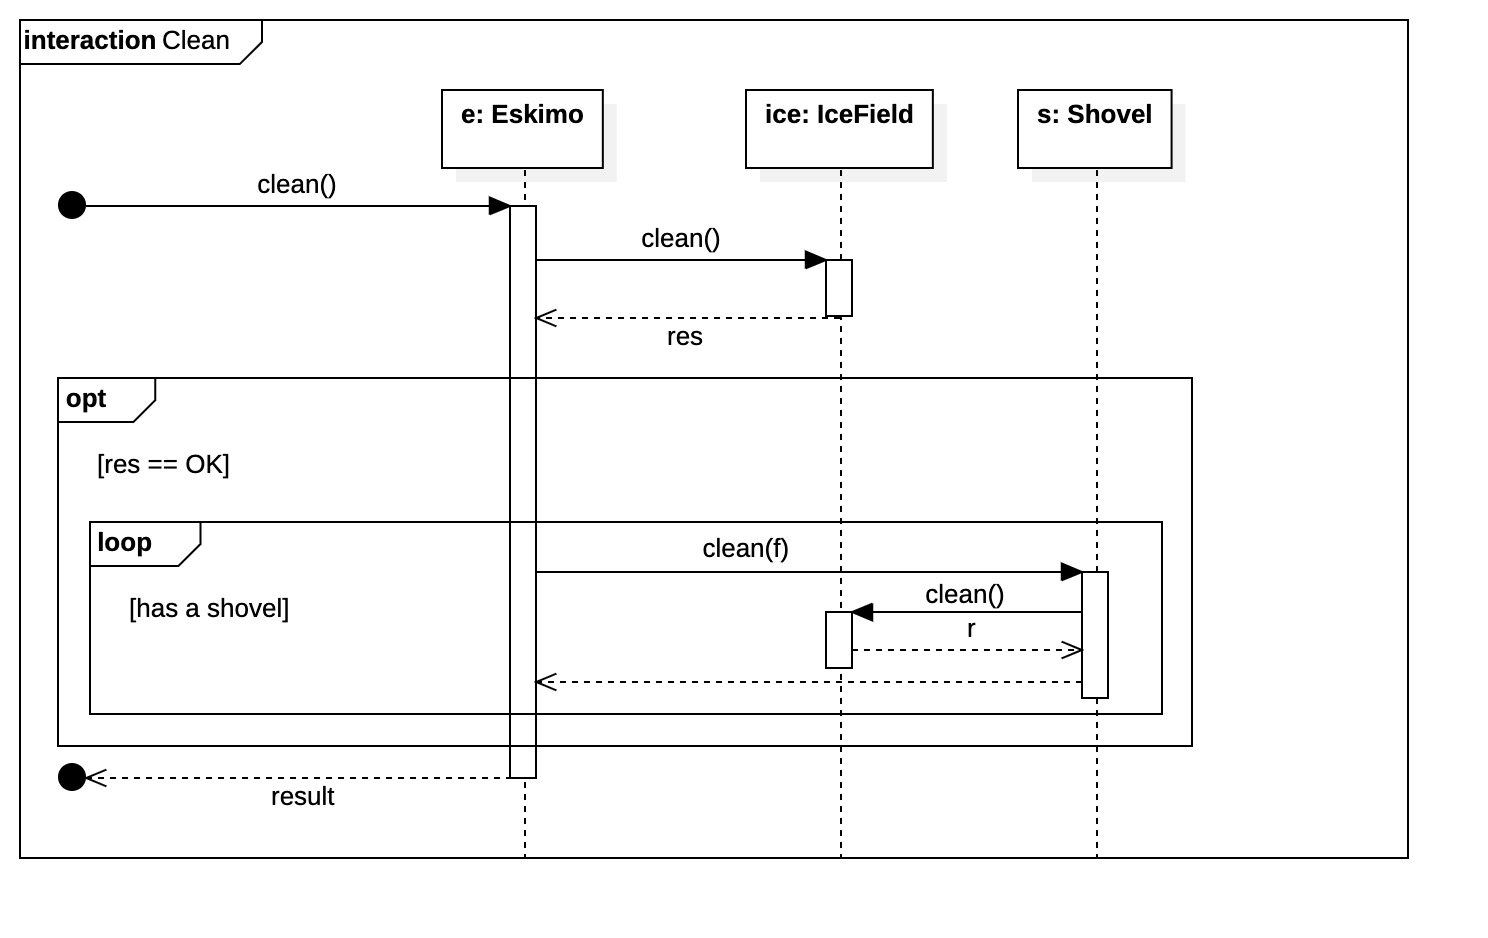 interaction Clean
e: Eskimo
ice: IceField
s: Shovel
clean()
clean()
res
opt
[res == OK]
loop
clean(f)
[has a shovel]
clean()
r
result